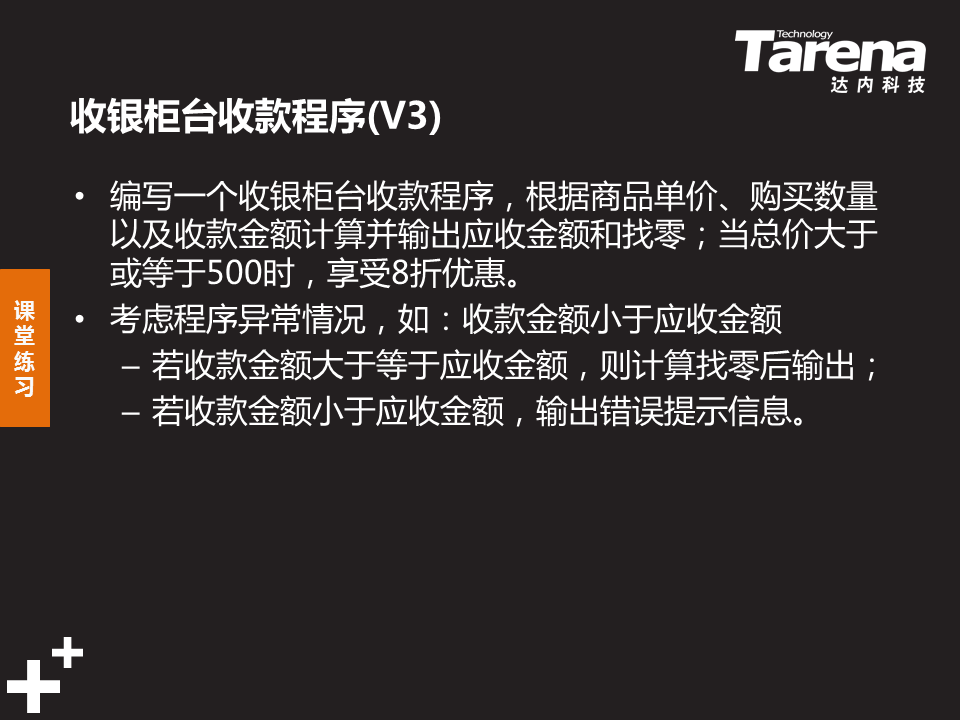 Technology
Tarena
达内科技
收银柜台收款程序(V3)
• 编写一个收银柜台收款程序，根据商品单价、购买数量
以及收款金额计算并输出应收金额和找零；当总价大于
或等于500时，享受8折优惠。
• 考虑程序异常情况，如：收款金额小于应收金额
– 若收款金额大于等于应收金额，则计算找零后输出；
– 若收款金额小于应收金额，输出错误提示信息。
课
堂
练
习